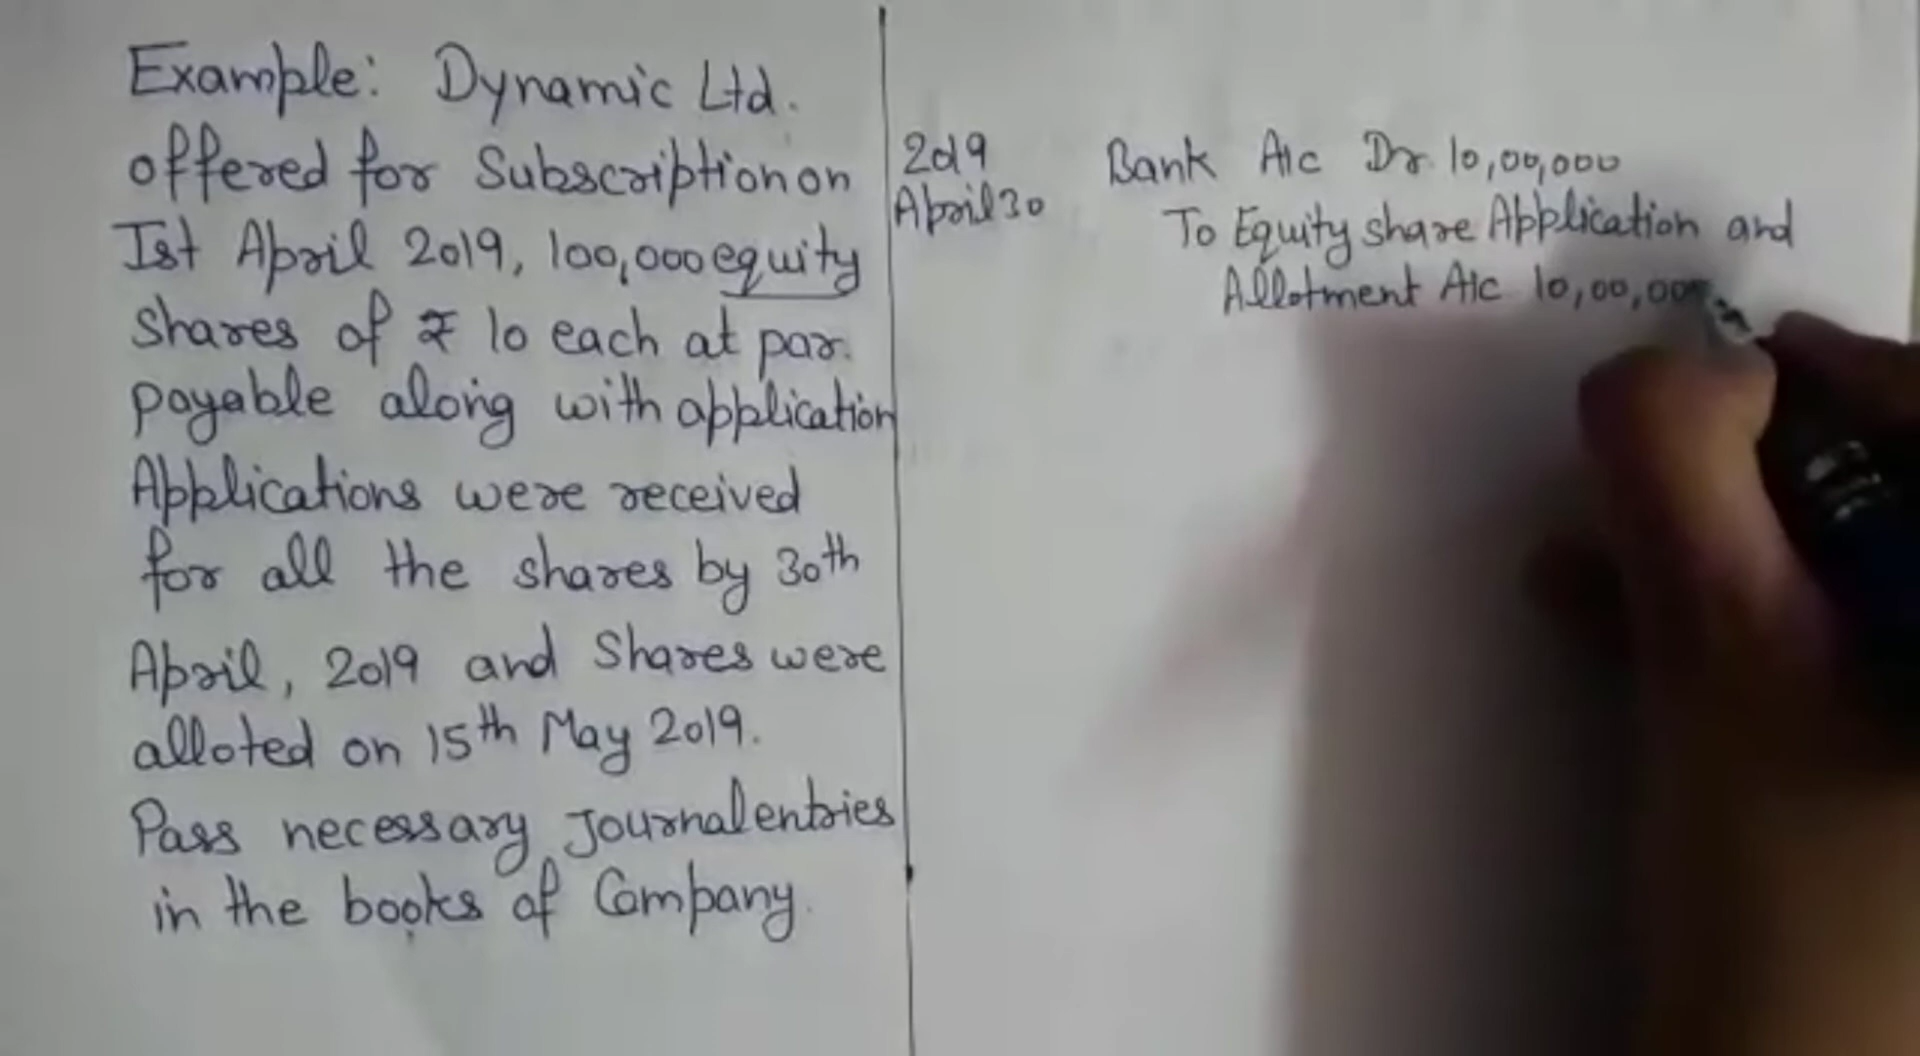 Example: Dynamic Ltd.
offered for Subscription on
Ist April 2019, 100,000 equity
Shares of ₹ 10 each at par.
payable along with application
Applications were received
for all the shares by 30th
April, 2019 and Shares were
alloted on 15th May 2019.
Pass necessary Journal entries
in the books of Company.
2019
April 30
Bank A/c Dr. 10,00,000
To Equity share Application and
Allotment A/c 10,00,000